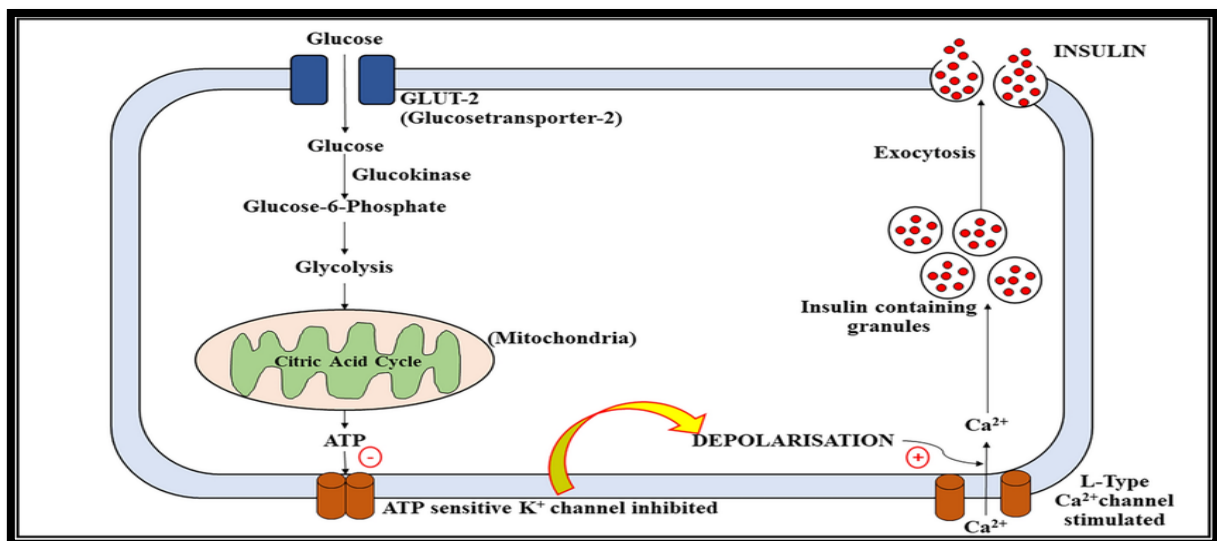 Glucose
GLUT-2
(Glucosetransporter-2)
Glucose
Glucokinase
Glucose-6-Phosphate
Glycolysis
(Mitochondria)
Citric Acid Cycle
ATP
-
ATP sensitive K⁺ channel inhibited
DEPOLARISATION
+
L-Type
Ca²⁺channel
stimulated
Ca²⁺
Ca²⁺
Insulin containing
granules
Exocytosis
INSULIN